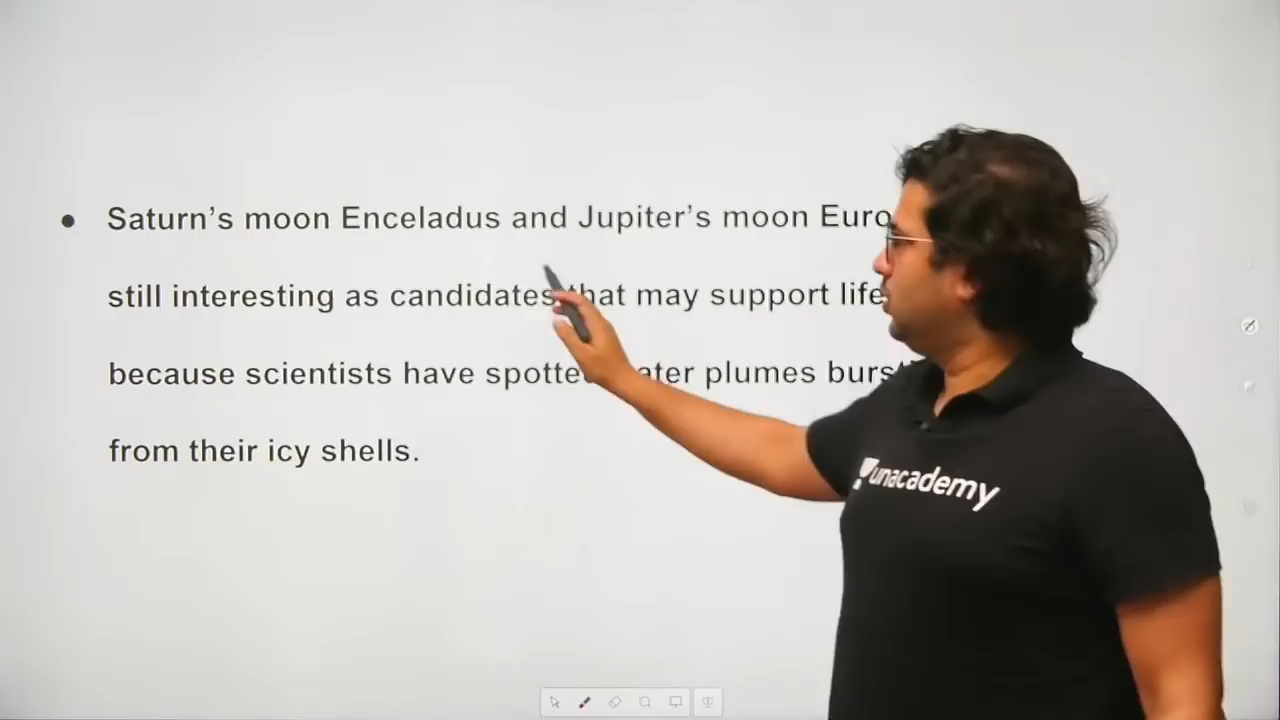 Saturn's moon Enceladus and Jupiter's moon
still interesting as candidates that may support life
because scientists have spotted plumes
from their icy shells.
unacademy